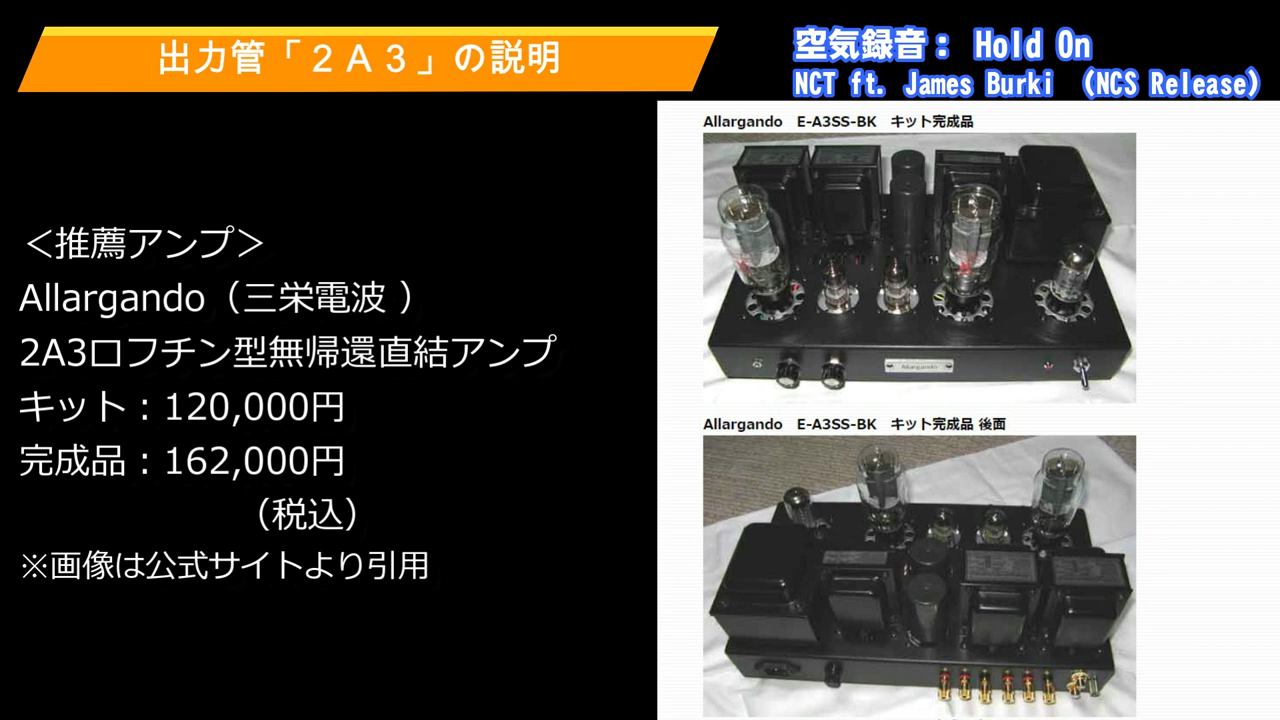 出力管「２Ａ３」の説明
空気録音： Hold On
NCT ft. James Burki （NCS Release）
＜推薦アンプ＞
Allargando（三栄電波 ）
2A3ロフチン型無帰還直結アンプ
キット：120,000円
完成品：162,000円
（税込）
※画像は公式サイトより引用
Allargando E-A3SS-BK キット完成品
Allargando
Allargando E-A3SS-BK キット完成品 後面